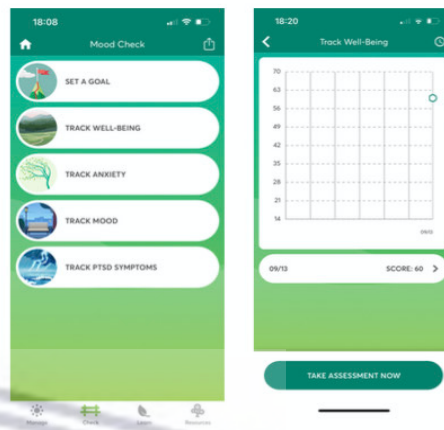 18:08
Mood Check
SET A GOAL
TRACK WELL-BEING
TRACK ANXIETY
TRACK MOOD
TRACK PTSD SYMPTOMS
Manage
Check
Learn
Resources
18:20
Track Well-Being
70
63
56
49
42
35
28
21
14
09/13
09/13 SCORE: 60
TAKE ASSESSMENT NOW